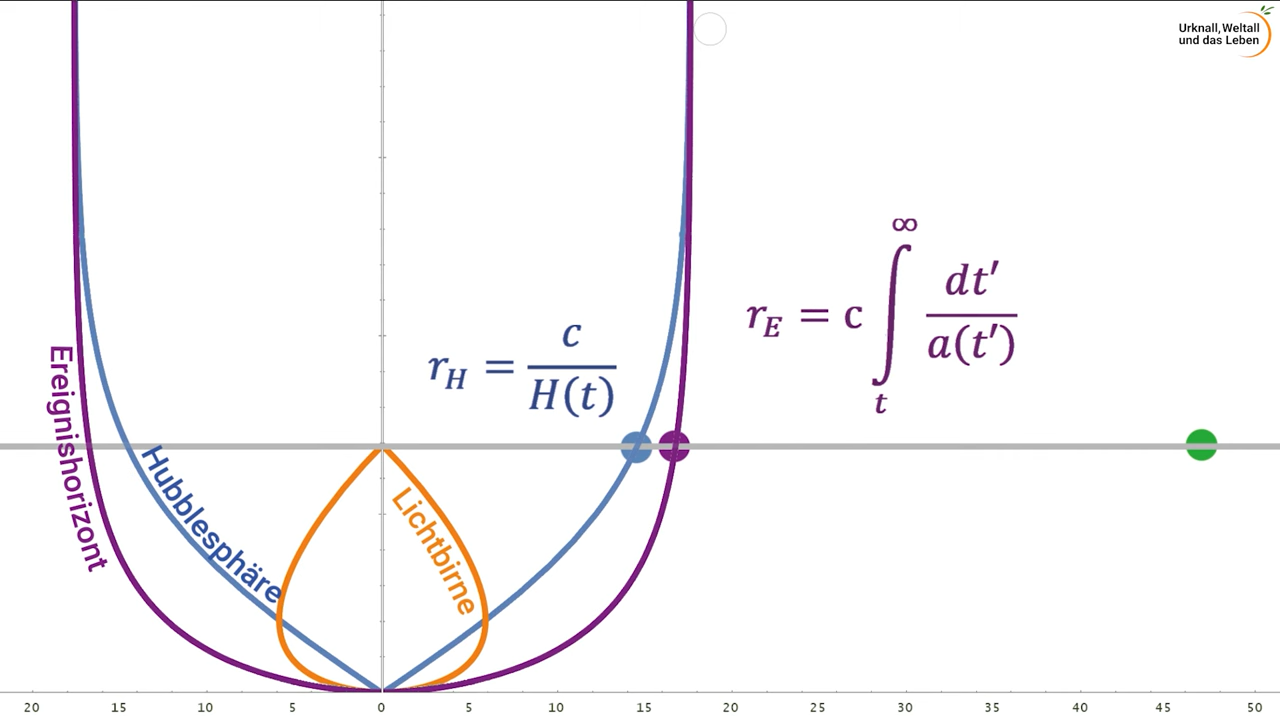 Urknall, Weltall
und das Leben
r_E = c ∫_t^∞ dt′ / a(t′)
r_H = c / H(t)
Ereignishorizont
Hubblesphäre
Lichtbirne
20 15 10 5 0 5 10 15 20 25 30 35 40 45 50